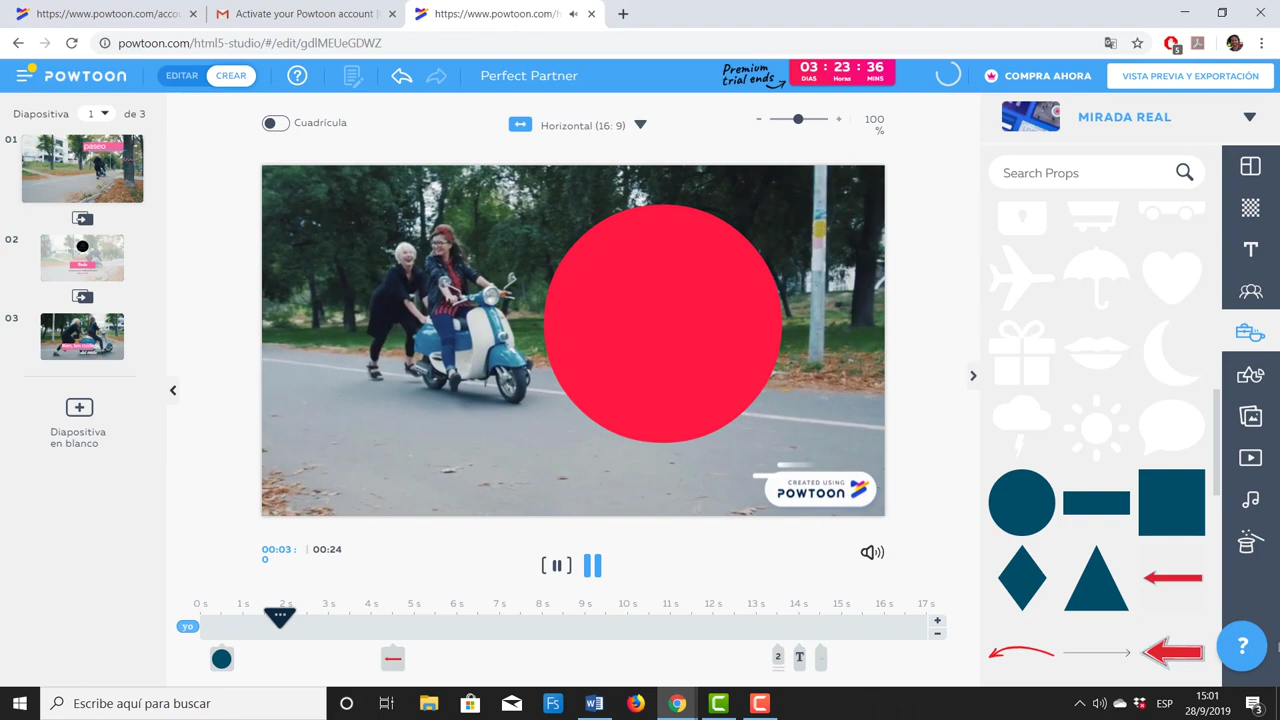 https://www.powtoon.com/accou
Activate your Powtoon account |
https://www.powtoon.com/h
powtoon.com/html5-studio/#/edit/gdlMEUeGDWZ
5
POWTOON
EDITAR
CREAR
?
Perfect Partner
Premium
trial ends
03 : 23 : 36
DIAS Horas MINS
COMPRA AHORA
VISTA PREVIA Y EXPORTACIÓN
Diapositiva 1 de 3
Cuadrícula
Horizontal (16: 9)
100
%
MIRADA REAL
01
paseo
Search Props
02
03
Diapositiva
en blanco
CREATED USING
POWTOON
00:03 :
0
00:24
0 s 1 s 2 s 3 s 4 s 5 s 6 s 7 s 8 s 9 s 10 s 11 s 12 s 13 s 14 s 15 s 16 s 17 s
yo
2
T
?
Escribe aquí para buscar
ESP
15:01
28/9/2019
3